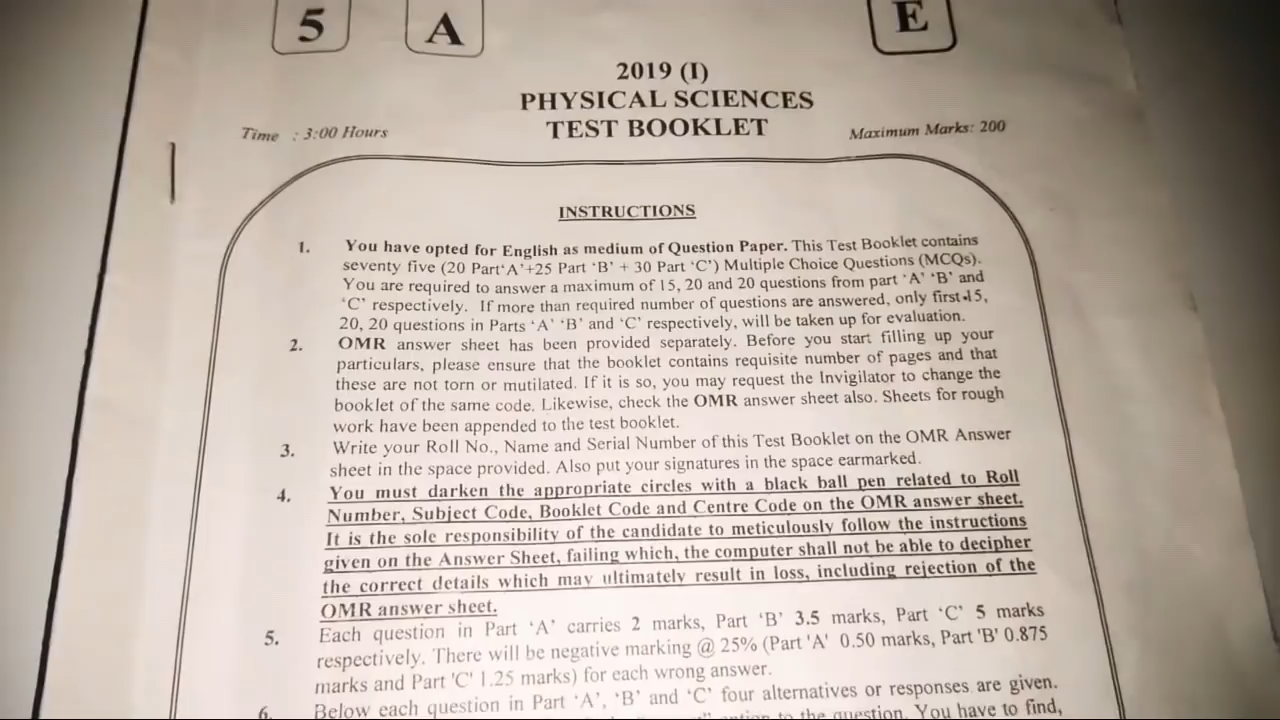 5 A E
2019 (I)
PHYSICAL SCIENCES
TEST BOOKLET
Time : 3:00 Hours
Maximum Marks: 200
INSTRUCTIONS
1. You have opted for English as medium of Question Paper. This Test Booklet contains
seventy five (20 Part'A'+25 Part 'B' + 30 Part 'C') Multiple Choice Questions (MCQs).
You are required to answer a maximum of 15, 20 and 20 questions from part 'A' 'B' and
'C' respectively. If more than required number of questions are answered, only first 15,
20, 20 questions in Parts 'A' 'B' and 'C' respectively, will be taken up for evaluation.
2. OMR answer sheet has been provided separately. Before you start filling up your
particulars, please ensure that the booklet contains requisite number of pages and that
these are not torn or mutilated. If it is so, you may request the Invigilator to change the
booklet of the same code. Likewise, check the OMR answer sheet also. Sheets for rough
work have been appended to the test booklet.
3. Write your Roll No., Name and Serial Number of this Test Booklet on the OMR Answer
sheet in the space provided. Also put your signatures in the space earmarked.
4. You must darken the appropriate circles with a black ball pen related to Roll
Number, Subject Code, Booklet Code and Centre Code on the OMR answer sheet.
It is the sole responsibility of the candidate to meticulously follow the instructions
given on the Answer Sheet, failing which, the computer shall not be able to decipher
the correct details which may ultimately result in loss, including rejection of the
OMR answer sheet.
5. Each question in Part 'A' carries 2 marks, Part 'B' 3.5 marks, Part 'C' 5 marks
respectively. There will be negative marking @ 25% (Part 'A' 0.50 marks, Part 'B' 0.875
marks and Part 'C' 1.25 marks) for each wrong answer.
6. Below each question in Part 'A', 'B' and 'C' four alternatives or responses are given.
to the question. You have to find,